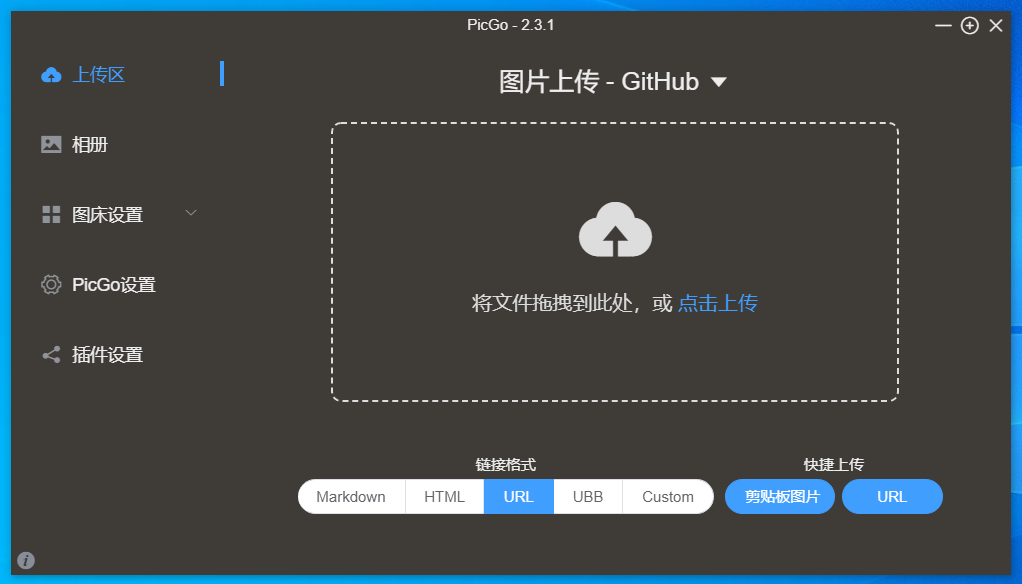 PicGo - 2.3.1
上传区
相册
图床设置
PicGo设置
插件设置
图片上传 - GitHub
将文件拖拽到此处，或 点击上传
链接格式
Markdown HTML URL UBB Custom
快捷上传
剪贴板图片 URL
i